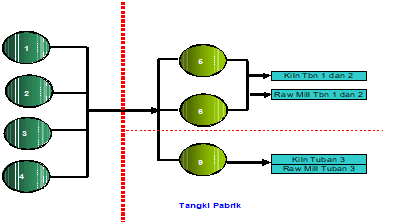 1
2
3
4
5
6
9
Kiln Tbn 1 dan 2
Raw Mill Tbn 1 dan 2
Kiln Tuban 3
Raw Mill Tuban 3
Tangki Pabrik